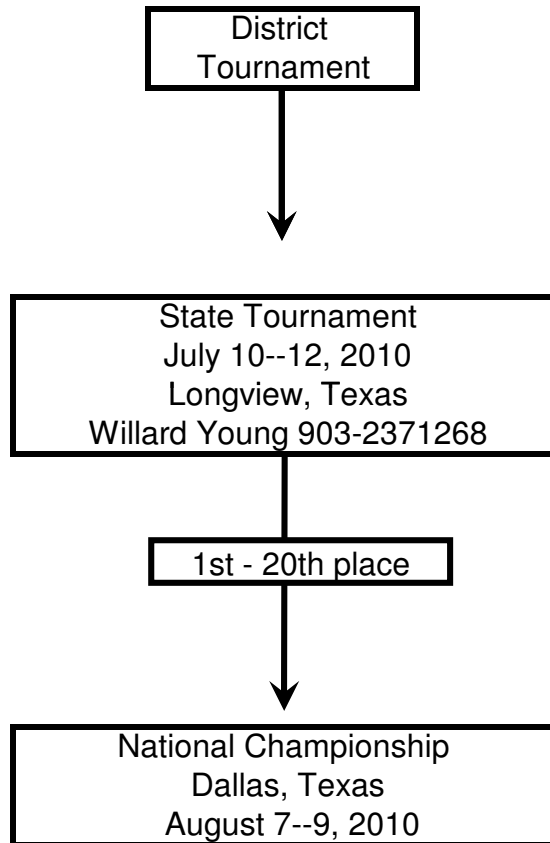 District
Tournament
State Tournament
July 10--12, 2010
Longview, Texas
Willard Young 903-2371268
1st - 20th place
National Championship
Dallas, Texas
August 7--9, 2010